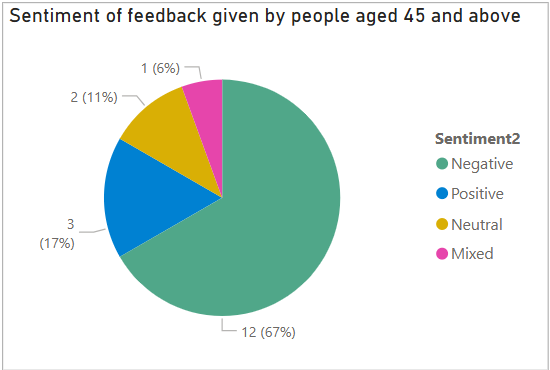 Sentiment of feedback given by people aged 45 and above
1 (6%)
2 (11%)
3
(17%)
12 (67%)
Sentiment2
Negative
Positive
Neutral
Mixed